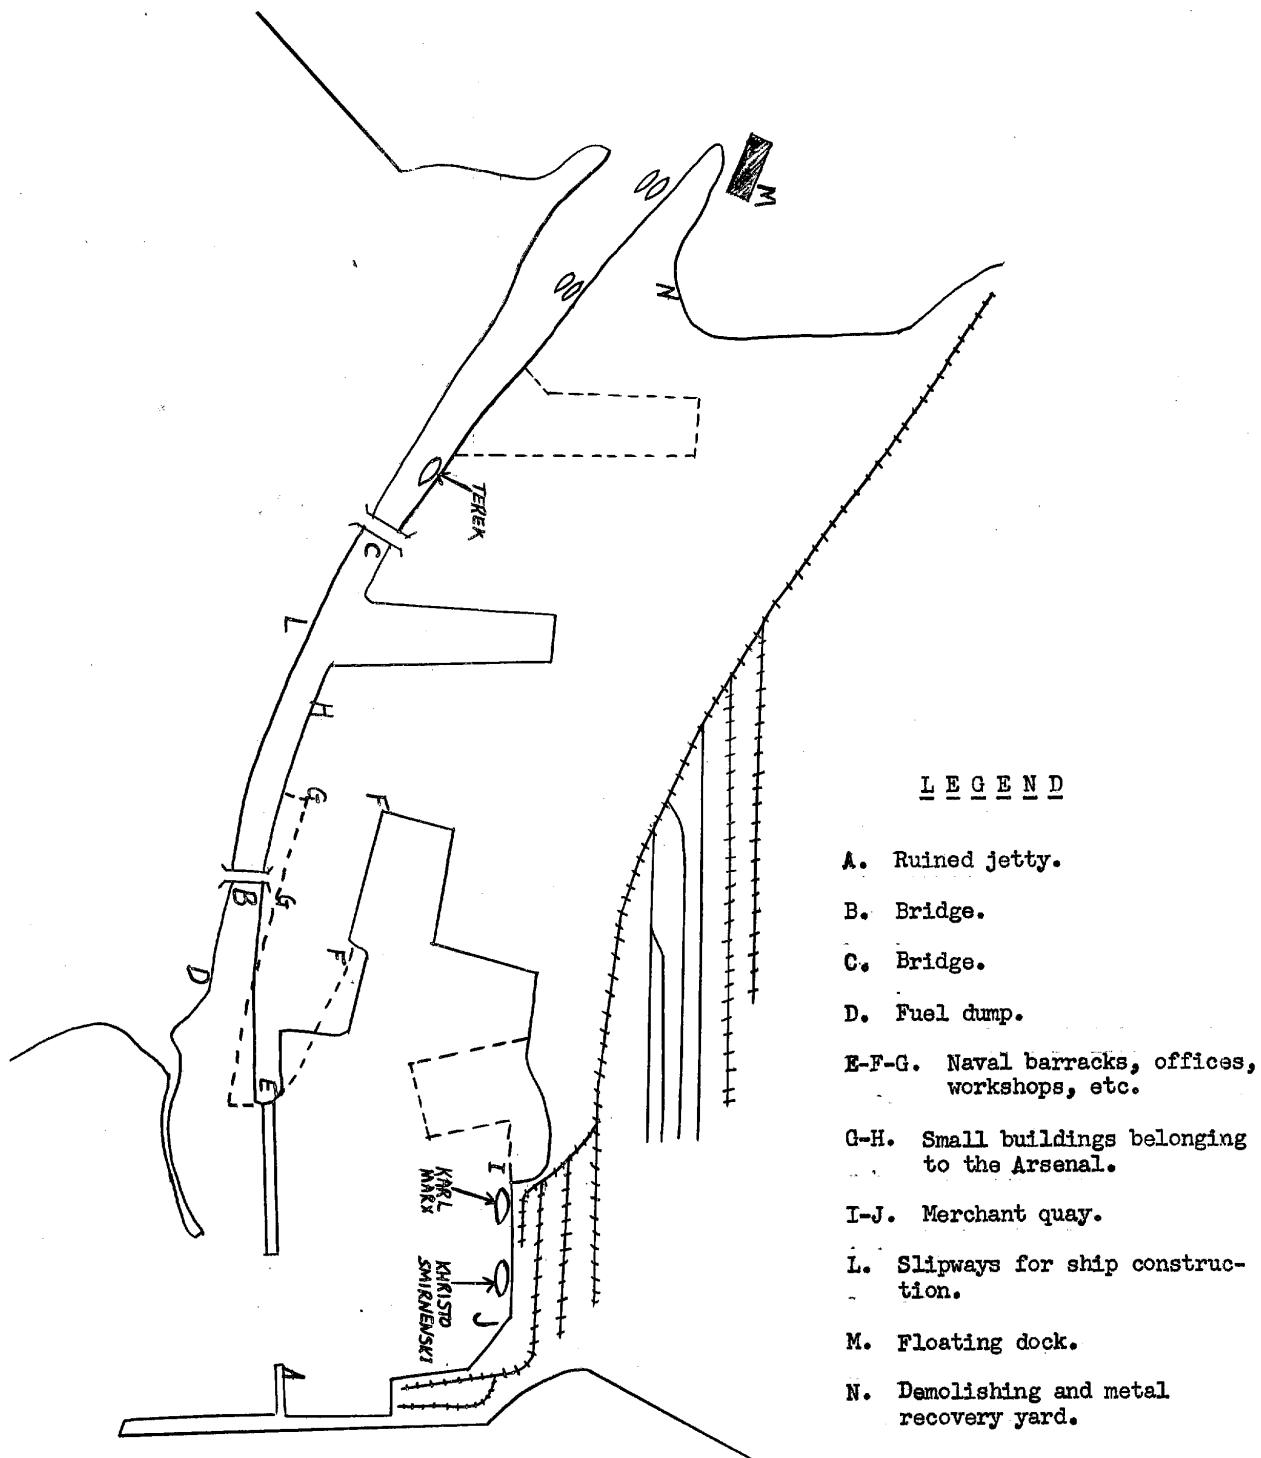 M
N
TEREK
C
L
H
G
F
B
G
F
D
E
I
KARL
MARX
KHRISTO
SMIRNENSKI
J
A
LEGEND
A. Ruined jetty.
B. Bridge.
C. Bridge.
D. Fuel dump.
E-F-G. Naval barracks, offices,
workshops, etc.
G-H. Small buildings belonging
to the Arsenal.
I-J. Merchant quay.
L. Slipways for ship construc-
tion.
M. Floating dock.
N. Demolishing and metal
recovery yard.